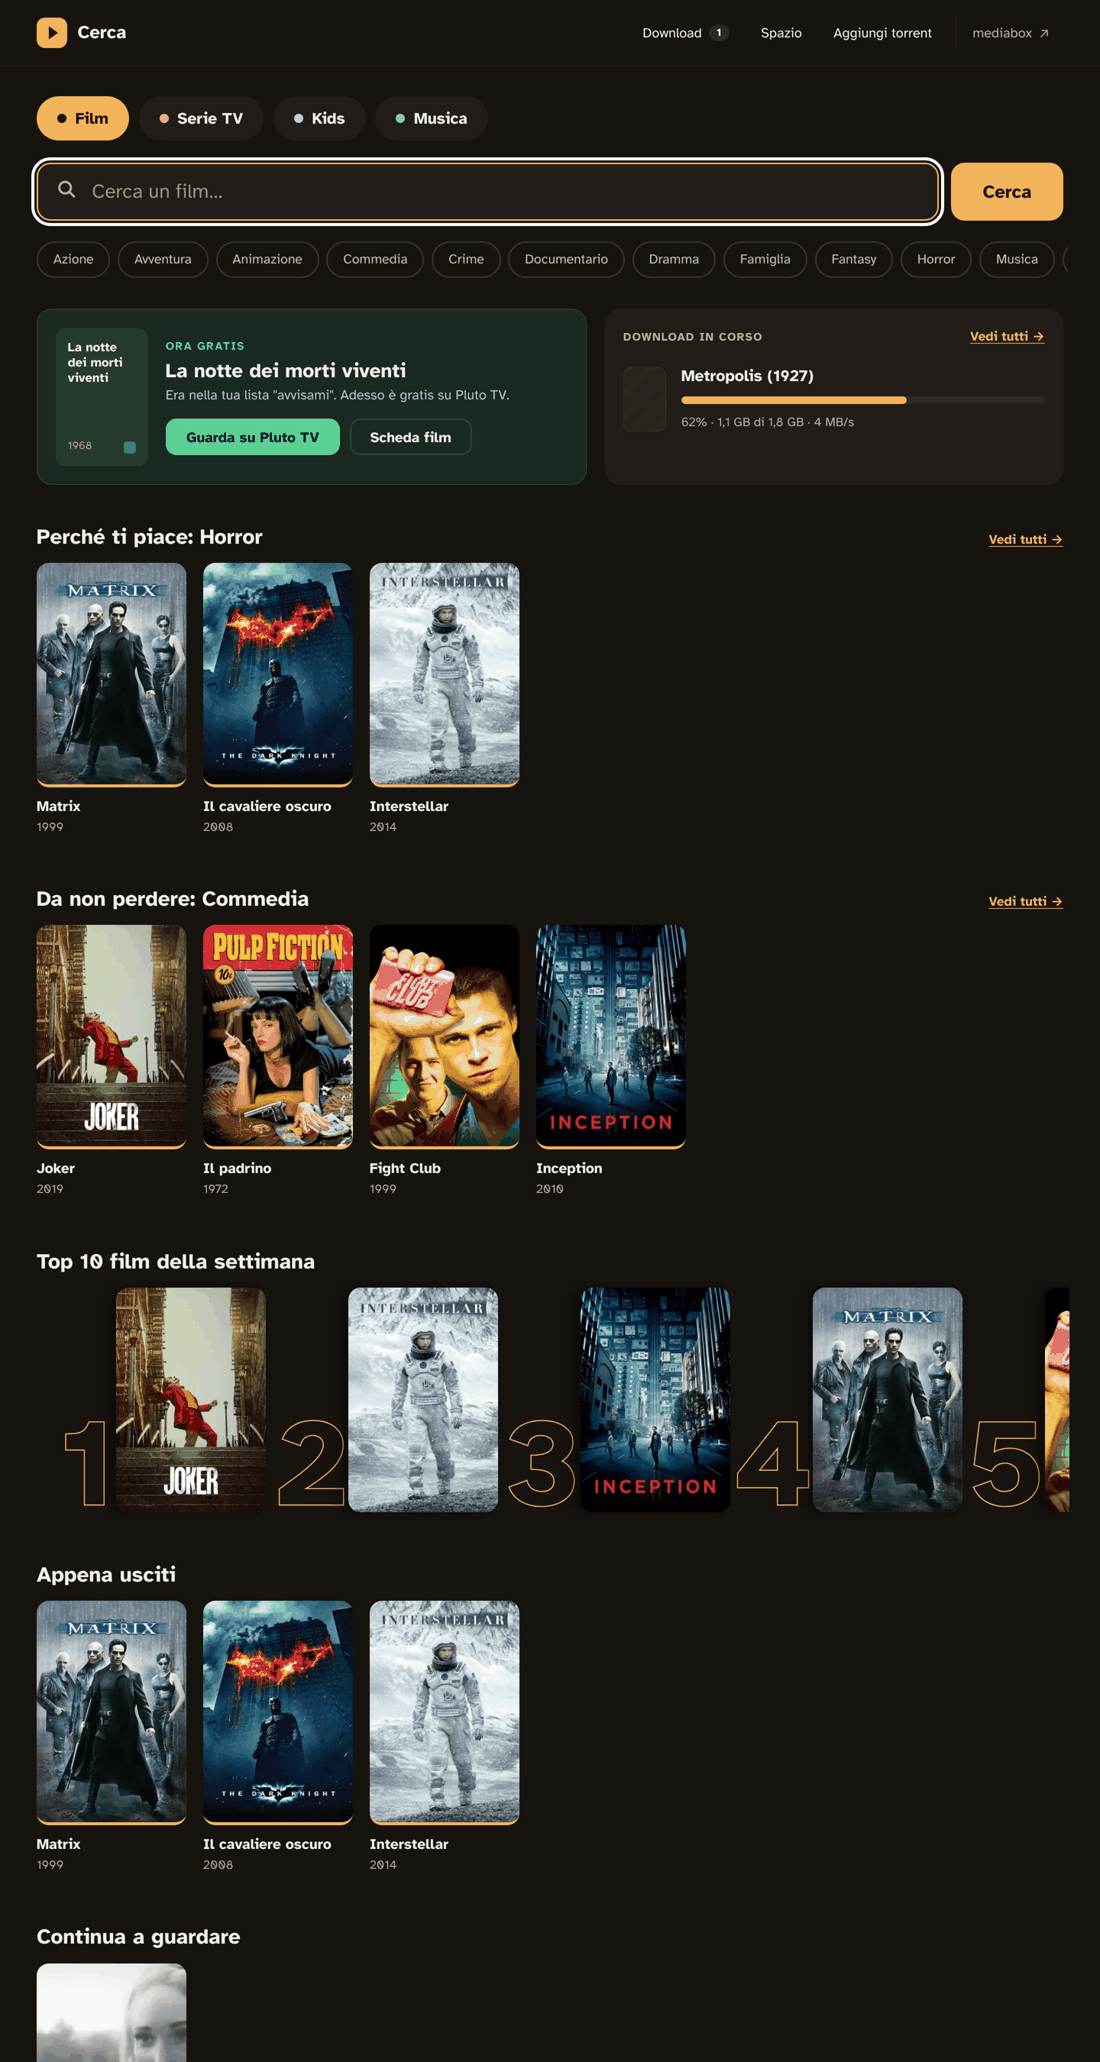 Cerca
Download 1
Spazio
Aggiungi torrent
mediabox ↗
Film
Serie TV
Kids
Musica
Cerca un film...
Cerca
Azione
Avventura
Animazione
Commedia
Crime
Documentario
Dramma
Famiglia
Fantasy
Horror
Musica
La notte
dei morti
viventi
1968
ORA GRATIS
La notte dei morti viventi
Era nella tua lista "avvisami". Adesso è gratis su Pluto TV.
Guarda su Pluto TV
Scheda film
DOWNLOAD IN CORSO
Vedi tutti →
Metropolis (1927)
62% · 1,1 GB di 1,8 GB · 4 MB/s
Perché ti piace: Horror
Vedi tutti →
MATRIX
THE DARK KNIGHT
INTERSTELLAR
Matrix
1999
Il cavaliere oscuro
2008
Interstellar
2014
Da non perdere: Commedia
Vedi tutti →
JOKER
PULP FICTION
10¢
FIGHT
CLUB
INCEPTION
Joker
2019
Il padrino
1972
Fight Club
1999
Inception
2010
Top 10 film della settimana
1
JOKER
2
INTERSTELLAR
3
INCEPTION
4
MATRIX
5
Appena usciti
MATRIX
THE DARK KNIGHT
INTERSTELLAR
Matrix
1999
Il cavaliere oscuro
2008
Interstellar
2014
Continua a guardare